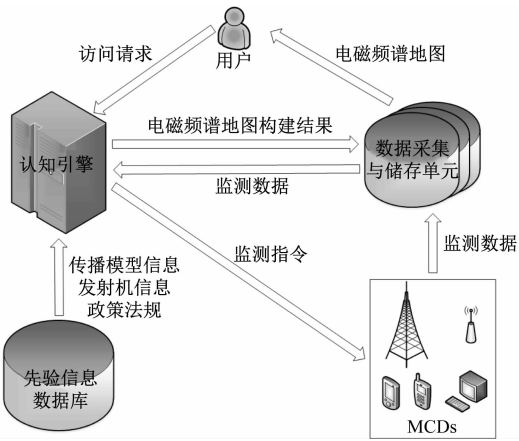 用户
访问请求
电磁频谱地图
认知引擎
电磁频谱地图构建结果
监测数据
数据采集
与储存单元
监测指令
监测数据
传播模型信息
发射机信息
政策法规
先验信息
数据库
MCDs